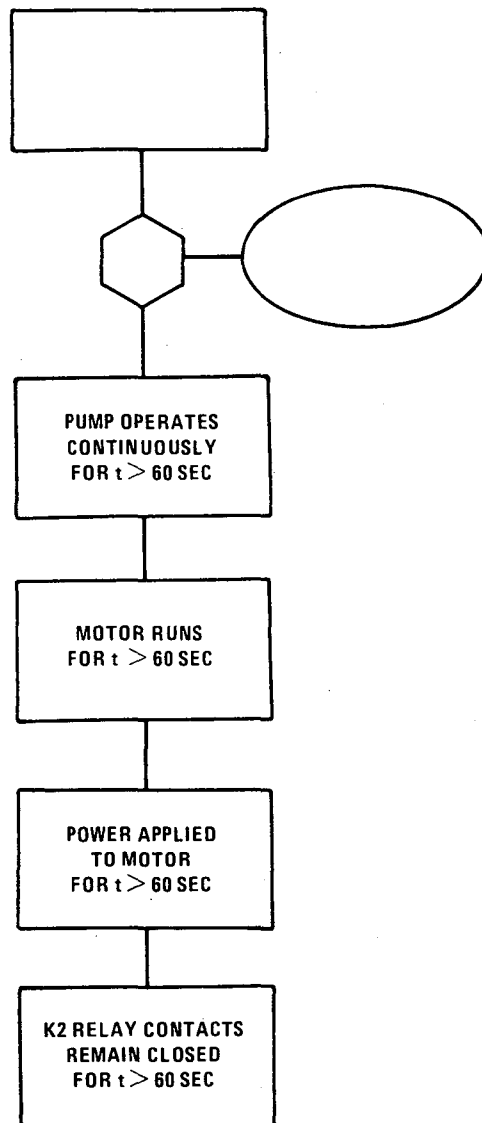 PUMP OPERATES
CONTINUOUSLY
FOR t > 60 SEC
MOTOR RUNS
FOR t > 60 SEC
POWER APPLIED
TO MOTOR
FOR t > 60 SEC
K2 RELAY CONTACTS
REMAIN CLOSED
FOR t > 60 SEC